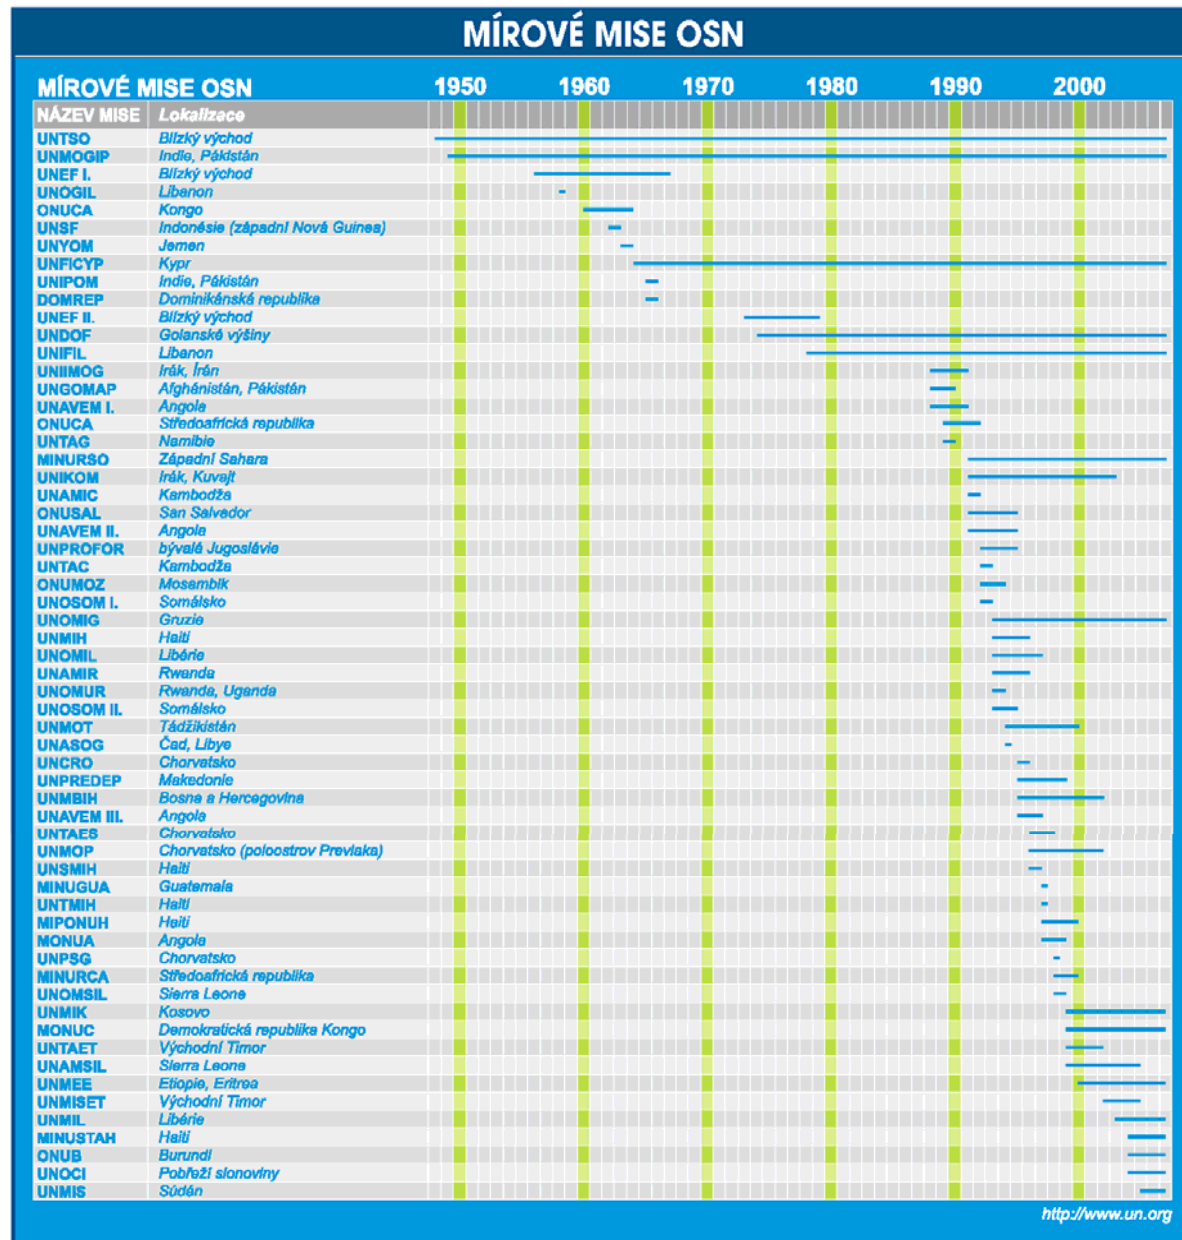 MÍROVÉ MISE OSN
MÍROVÉ MISE OSN 1950 1960 1970 1980 1990 2000
NÁZEV MISE Lokalizace
UNTSO Blízký východ
UNMOGIP Indie, Pákistán
UNEF I. Blízký východ
UNOGIL Libanon
ONUCA Kongo
UNSF Indonésie (západní Nová Guinea)
UNYOM Jemen
UNFICYP Kypr
UNIPOM Indie, Pákistán
DOMREP Dominikánská republika
UNEF II. Blízký východ
UNDOF Golanské výšiny
UNIFIL Libanon
UNIIMOG Irák, Írán
UNGOMAP Afghánistán, Pákistán
UNAVEM I. Angola
ONUCA Středoafrická republika
UNTAG Namibie
MINURSO Západní Sahara
UNIKOM Irák, Kuvajt
UNAMIC Kambodža
ONUSAL San Salvador
UNAVEM II. Angola
UNPROFOR bývalá Jugoslávie
UNTAC Kambodža
ONUMOZ Mosambik
UNOSOM I. Somálsko
UNOMIG Gruzie
UNMIH Haiti
UNOMIL Libérie
UNAMIR Rwanda
UNOMUR Rwanda, Uganda
UNOSOM II. Somálsko
UNMOT Tádžikistán
UNASOG Čad, Libye
UNCRO Chorvatsko
UNPREDEP Makedonie
UNMBIH Bosna a Hercegovina
UNAVEM III. Angola
UNTAES Chorvatsko
UNMOP Chorvatsko (poloostrov Prevlaka)
UNSMIH Haiti
MINUGUA Guatemala
UNTMIH Haiti
MIPONUH Haiti
MONUA Angola
UNPSG Chorvatsko
MINURCA Středoafrická republika
UNOMSIL Sierra Leone
UNMIK Kosovo
MONUC Demokratická republika Kongo
UNTAET Východní Timor
UNAMSIL Sierra Leone
UNMEE Etiopie, Eritrea
UNMISET Východní Timor
UNMIL Libérie
MINUSTAH Haiti
ONUB Burundi
UNOCI Pobřeží slonoviny
UNMIS Súdán
http://www.un.org